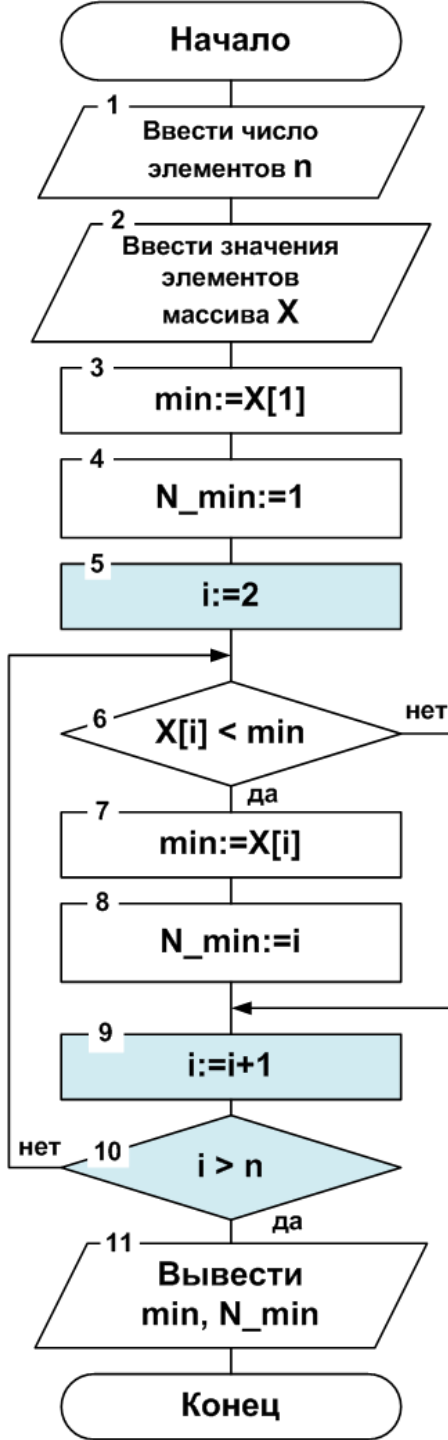 Начало
1
Ввести число
элементов n
2
Ввести значения
элементов
массива X
3
min:=X[1]
4
N_min:=1
5
i:=2
6
X[i] < min
нет
да
7
min:=X[i]
8
N_min:=i
9
i:=i+1
10
i > n
нет
да
11
Вывести
min, N_min
Конец